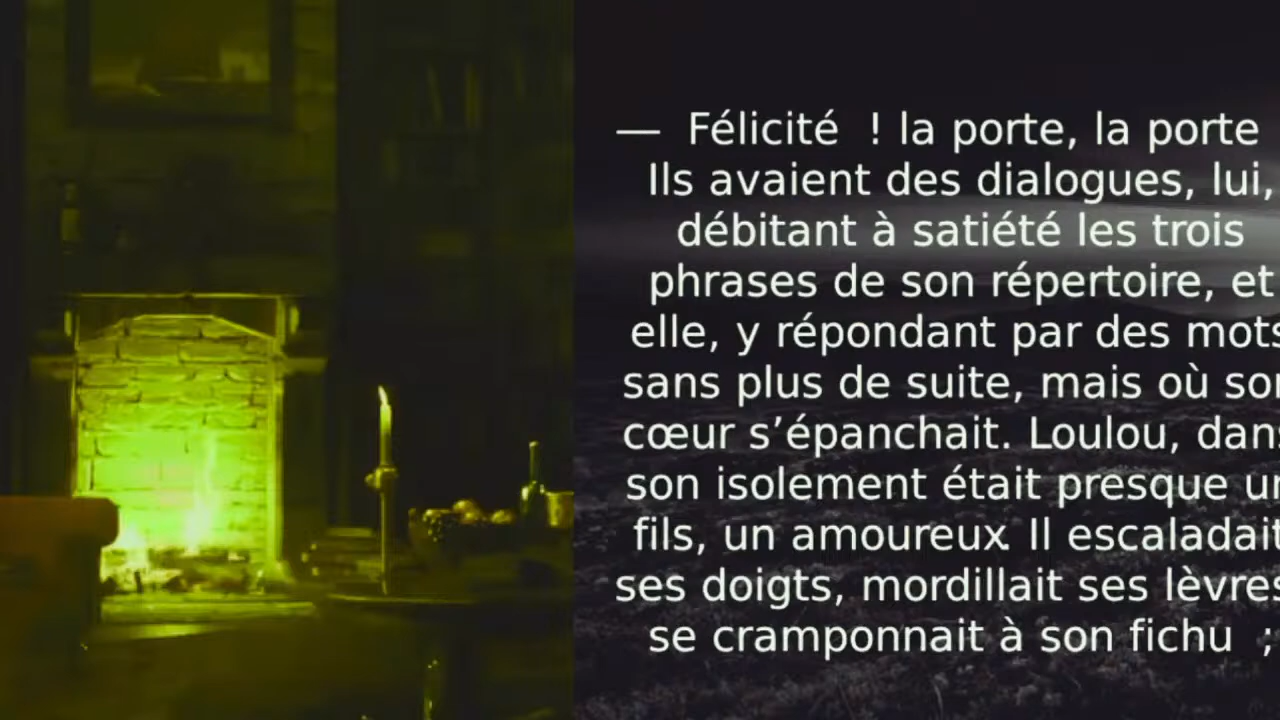 — Félicité ! la porte, la porte
Ils avaient des dialogues, lui,
débitant à satiété les trois
phrases de son répertoire, et
elle, y répondant par des mots
sans plus de suite, mais où son
cœur s’épanchait. Loulou, dans
son isolement était presque un
fils, un amoureux. Il escaladait
ses doigts, mordillait ses lèvres
se cramponnait à son fichu ;